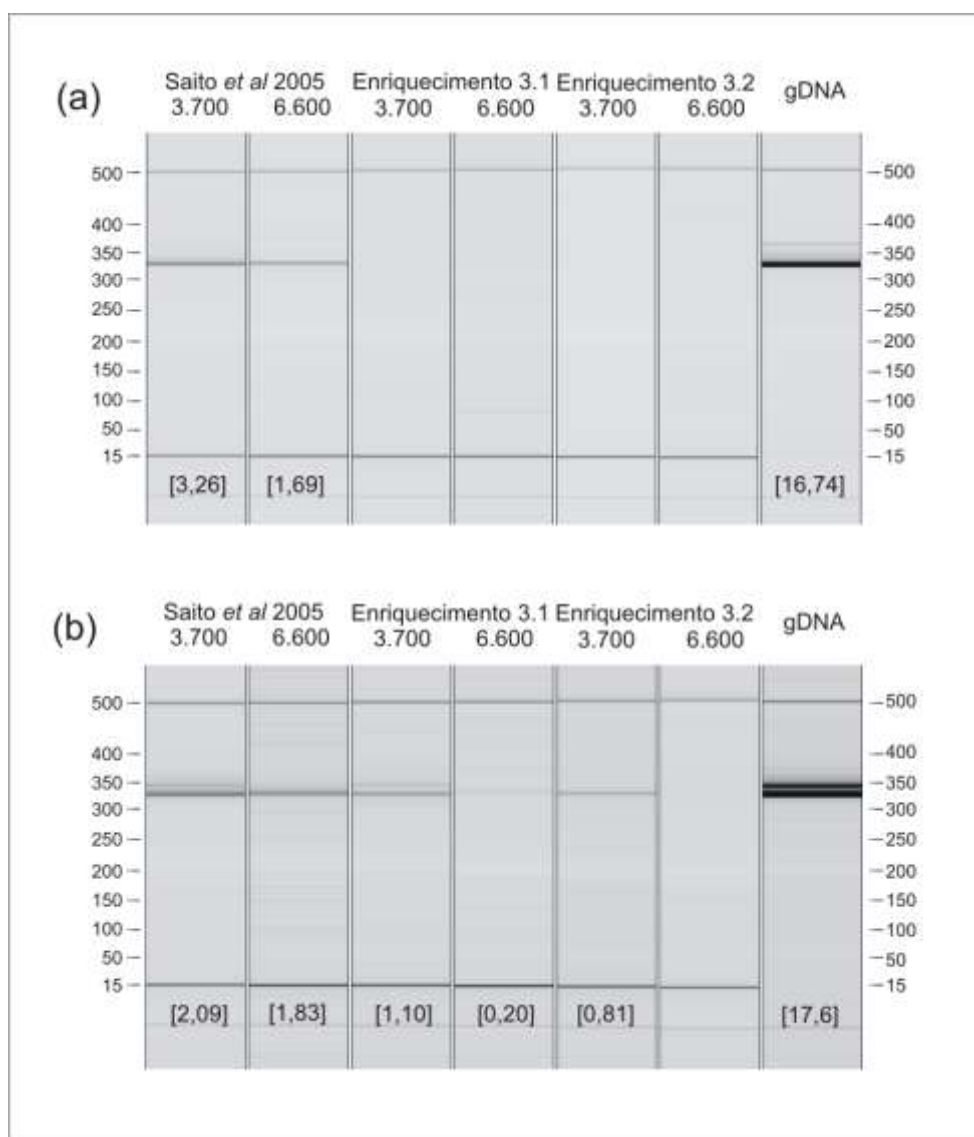 (a)
Saito et al 2005 Enriquecimento 3.1 Enriquecimento 3.2 gDNA
3.700 6.600 3.700 6.600 3.700 6.600
500 500
400 400
350 350
300 300
250 250
200 200
150 150
100 100
50 50
15 15
[3,26] [1,69] [16,74]
(b)
Saito et al 2005 Enriquecimento 3.1 Enriquecimento 3.2 gDNA
3.700 6.600 3.700 6.600 3.700 6.600
500 500
400 400
350 350
300 300
250 250
200 200
150 150
100 100
50 50
15 15
[2,09] [1,83] [1,10] [0,20] [0,81] [17,6]